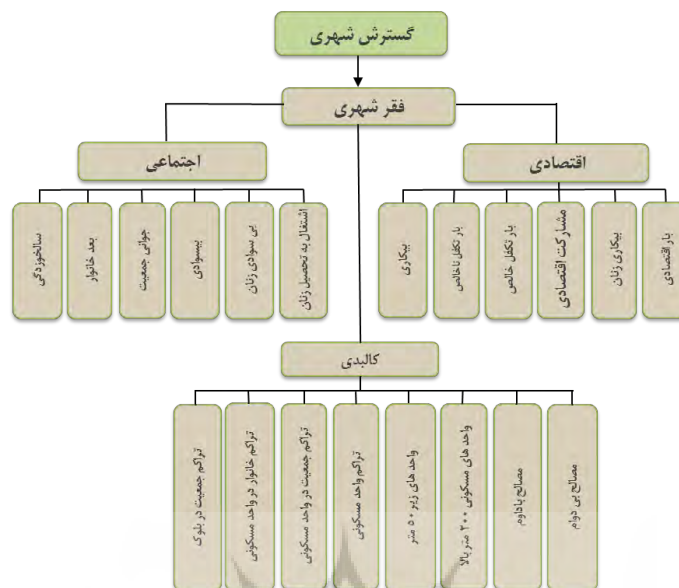 گسترش شهری
فقر شهری
اقتصادی
اجتماعی
بار اقتصادی
بیکاری زنان
مشارکت اقتصادی
بار تکفل خالص
بار تکفل ناخالص
بیکاری
اشتغال به تحصیل زنان
بی سوادی زنان
بیسوادی
جوانی جمعیت
بعد خانوار
سالخوردگی
کالبدی
مصالح بی دوام
مصالح باداوم
واحد های مسکونی ۲۰۰ متر بالا
واحد های زیر ۵۰ متر
تراکم واحد مسکونی
تراکم جمعیت در واحد مسکونی
تراکم خانوار در واحد مسکونی
تراکم جمعیت در بلوک